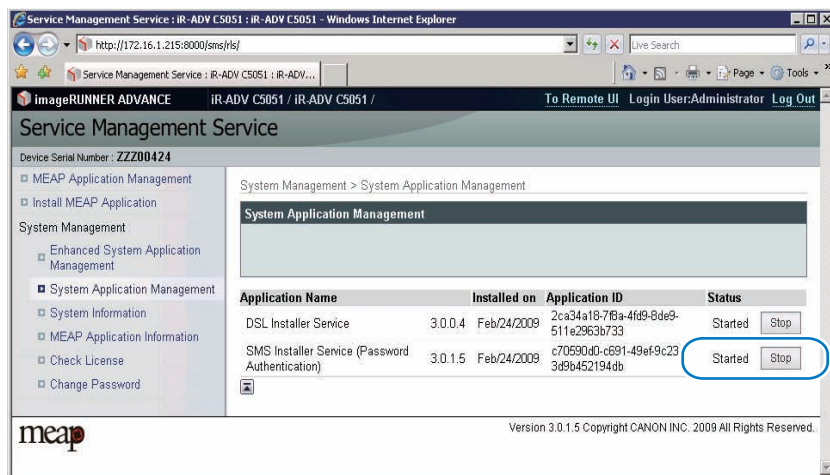 Service Management Service : iR-ADV C5051 : iR-ADV C5051 - Windows Internet Explorer
http://172.16.1.215:8000/sms/rls/
Live Search
Service Management Service : iR-ADV C5051 : iR-ADV...
Page
Tools
imageRUNNER ADVANCE iR-ADV C5051 / iR-ADV C5051 / To Remote UI Login User:Administrator Log Out
Service Management Service
Device Serial Number : ZZZ00424
MEAP Application Management
Install MEAP Application
System Management
Enhanced System Application
Management
System Application Management
System Information
MEAP Application Information
Check License
Change Password
System Management > System Application Management
System Application Management
Application Name Installed on Application ID Status
DSL Installer Service 3.0.0.4 Feb/24/2009 2ca34a18-7f8a-4fd9-8de9-
511e2963b733 Started Stop
SMS Installer Service (Password
Authentication) 3.0.1.5 Feb/24/2009 c70590d0-c691-49ef-9c23
3d9b452194db Started Stop
meap
Version 3.0.1.5 Copyright CANON INC. 2009 All Rights Reserved.